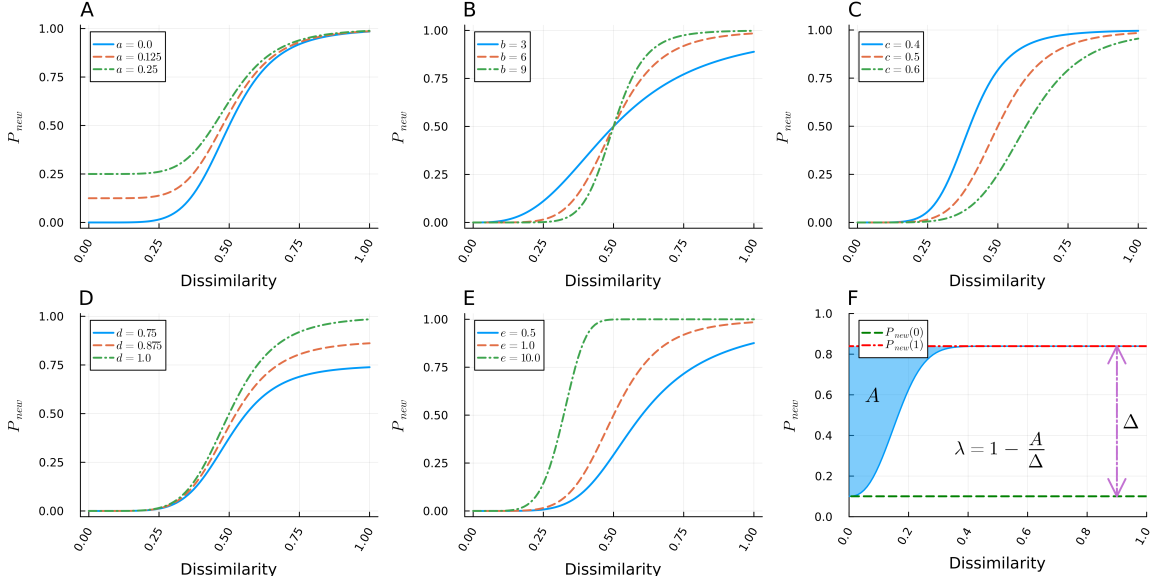 A
1.00
0.75
0.50
0.25
0.00
P_new
a = 0.0
a = 0.125
a = 0.25
0.00 0.25 0.50 0.75 1.00
Dissimilarity
B
1.00
0.75
0.50
0.25
0.00
P_new
b = 3
b = 6
b = 9
0.00 0.25 0.50 0.75 1.00
Dissimilarity
C
1.00
0.75
0.50
0.25
0.00
P_new
c = 0.4
c = 0.5
c = 0.6
0.00 0.25 0.50 0.75 1.00
Dissimilarity
D
1.00
0.75
0.50
0.25
0.00
P_new
d = 0.75
d = 0.875
d = 1.0
0.00 0.25 0.50 0.75 1.00
Dissimilarity
E
1.00
0.75
0.50
0.25
0.00
P_new
e = 0.5
e = 1.0
e = 10.0
0.00 0.25 0.50 0.75 1.00
Dissimilarity
F
1.0
0.8
0.6
0.4
0.2
0.0
P_new
P_new(0)
P_new(1)
A
Δ
λ = 1 − A/Δ
0.0 0.2 0.4 0.6 0.8 1.0
Dissimilarity